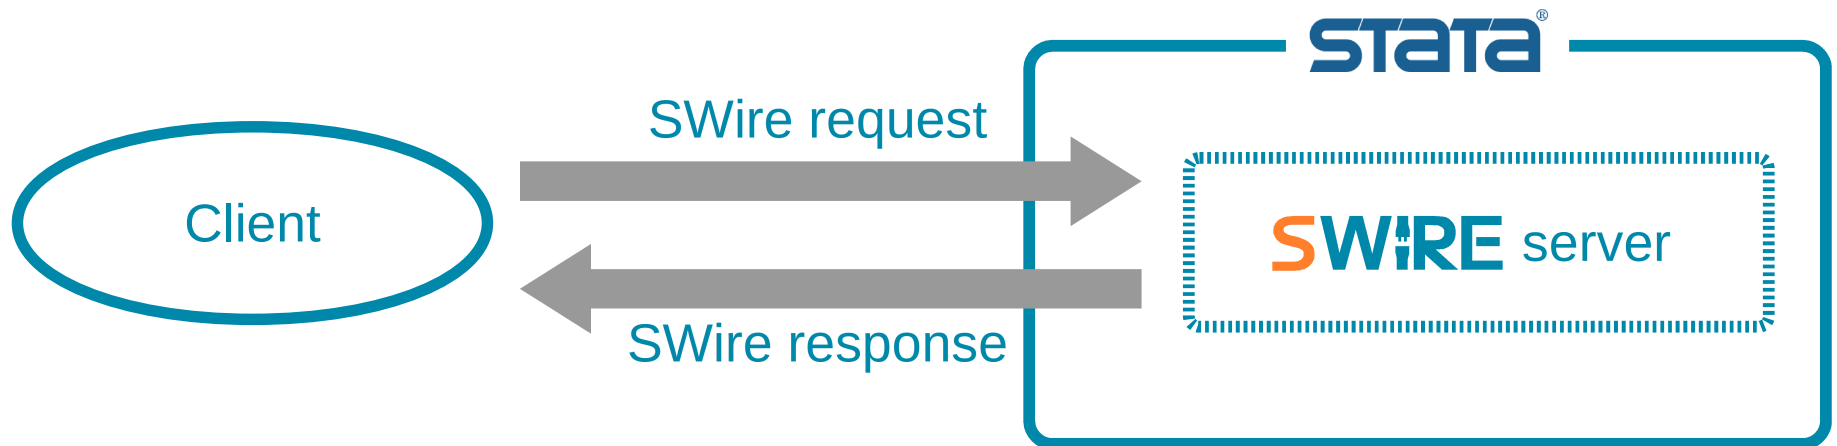 STata®
SWire request
Client
SWIRE server
SWire response